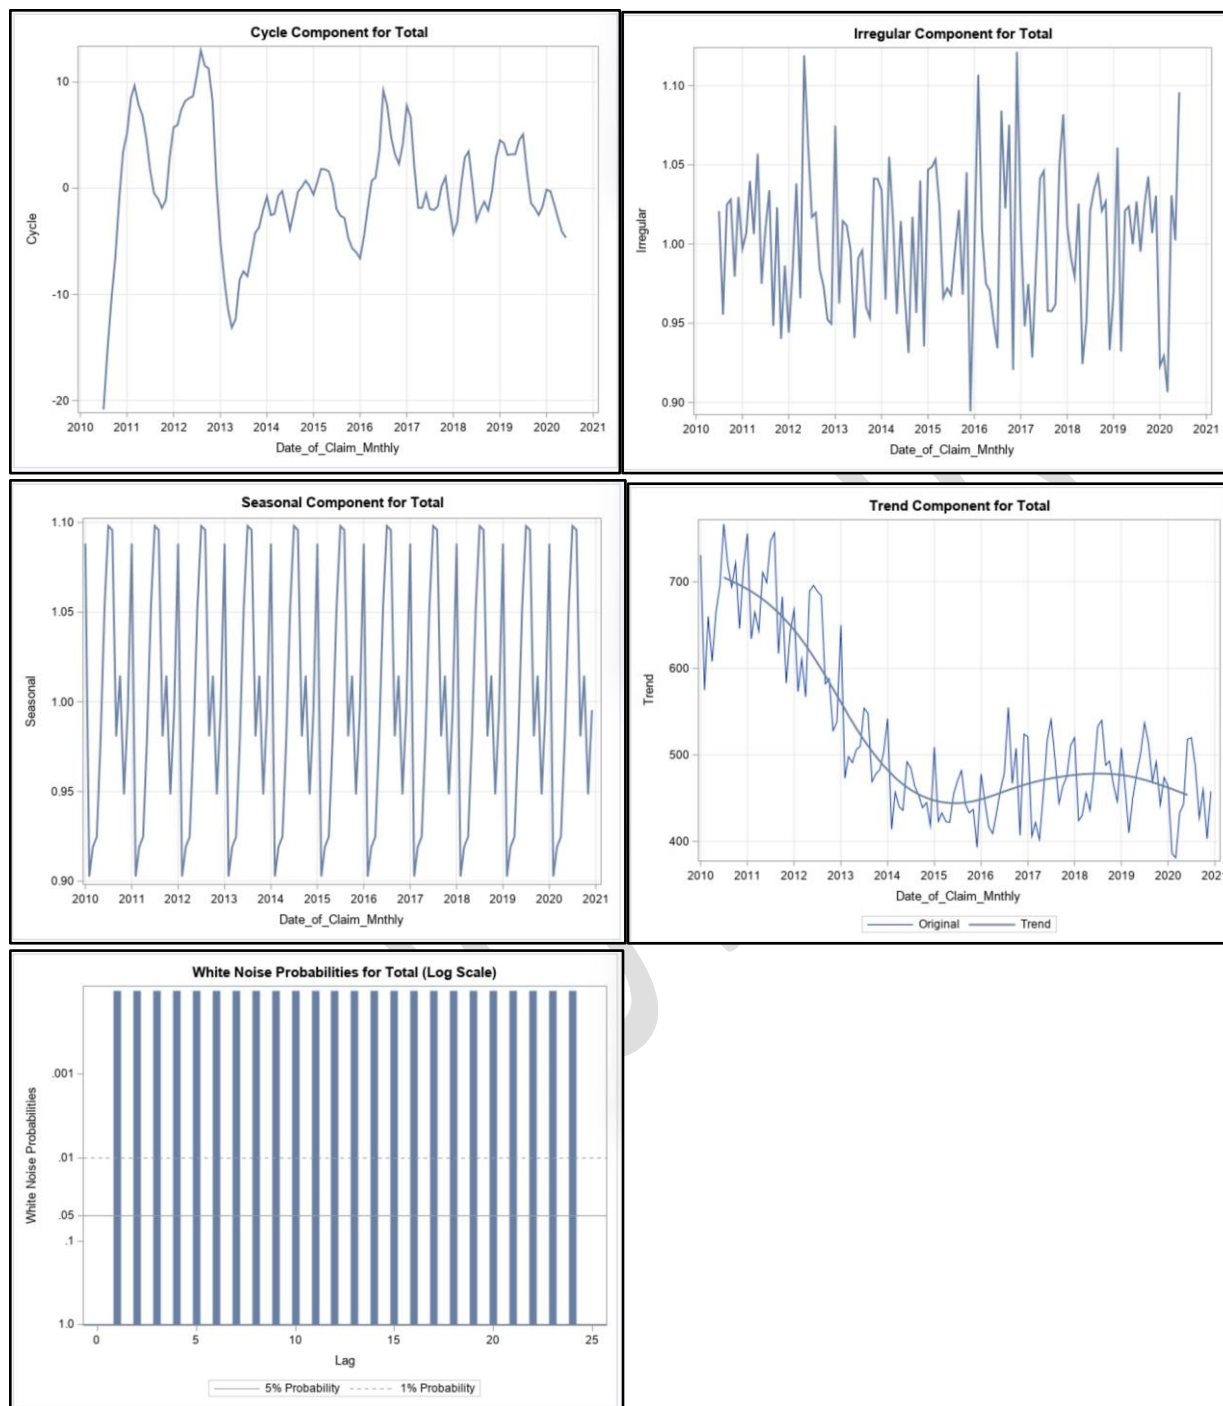 Cycle Component for Total
10
0
-10
-20
Cycle
2010 2011 2012 2013 2014 2015 2016 2017 2018 2019 2020 2021
Date_of_Claim_Mnthly
Irregular Component for Total
1.10
1.05
1.00
0.95
0.90
Irregular
2010 2011 2012 2013 2014 2015 2016 2017 2018 2019 2020 2021
Date_of_Claim_Mnthly
Seasonal Component for Total
1.10
1.05
1.00
0.95
0.90
Seasonal
2010 2011 2012 2013 2014 2015 2016 2017 2018 2019 2020 2021
Date_of_Claim_Mnthly
Trend Component for Total
700
600
500
400
Trend
2010 2011 2012 2013 2014 2015 2016 2017 2018 2019 2020 2021
Date_of_Claim_Mnthly
Original Trend
White Noise Probabilities for Total (Log Scale)
.001
.01
.05
.1
1.0
White Noise Probabilities
0 5 10 15 20 25
Lag
5% Probability 1% Probability